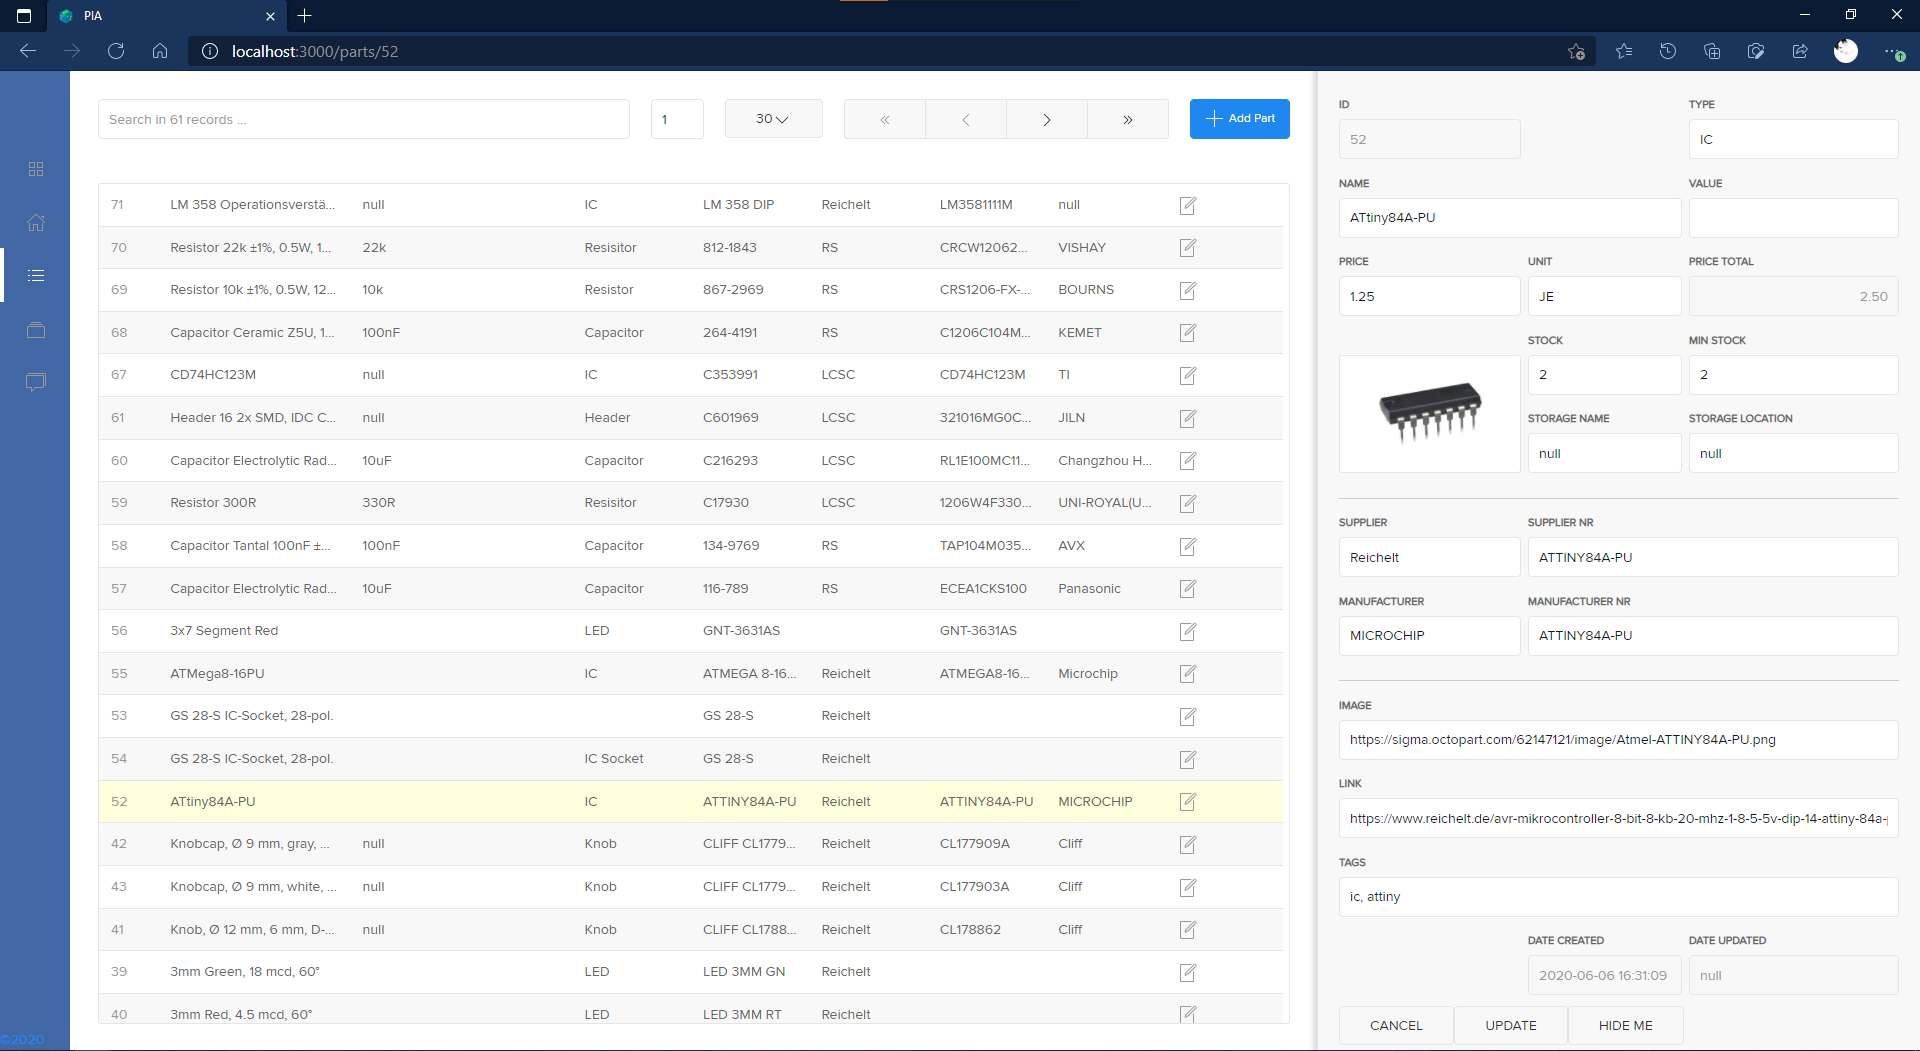 PIA
localhost:3000/parts/52
Search in 61 records ...
1
30
Add Part
71 LM 358 Operationsverstä... null IC LM 358 DIP Reichelt LM3581111M null
70 Resistor 22k ±1%, 0.5W, 1... 22k Resisitor 812-1843 RS CRCW12062... VISHAY
69 Resistor 10k ±1%, 0.5W, 12... 10k Resistor 867-2969 RS CRS1206-FX-... BOURNS
68 Capacitor Ceramic Z5U, 1... 100nF Capacitor 264-4191 RS C1206C104M... KEMET
67 CD74HC123M null IC C353991 LCSC CD74HC123M TI
61 Header 16 2x SMD, IDC C... null Header C601969 LCSC 321016MG0C... JILN
60 Capacitor Electrolytic Rad... 10uF Capacitor C216293 LCSC RL1E100MC11... Changzhou H...
59 Resistor 300R 330R Resisitor C17930 LCSC 1206W4F330... UNI-ROYAL(U...
58 Capacitor Tantal 100nF ±... 100nF Capacitor 134-9769 RS TAP104M035... AVX
57 Capacitor Electrolytic Rad... 10uF Capacitor 116-789 RS ECEA1CKS100 Panasonic
56 3x7 Segment Red LED GNT-3631AS GNT-3631AS
55 ATMega8-16PU IC ATMEGA 8-16... Reichelt ATMEGA8-16... Microchip
53 GS 28-S IC-Socket, 28-pol. GS 28-S Reichelt
54 GS 28-S IC-Socket, 28-pol. IC Socket GS 28-S Reichelt
52 ATtiny84A-PU IC ATTINY84A-PU Reichelt ATTINY84A-PU MICROCHIP
42 Knobcap, Ø 9 mm, gray, ... null Knob CLIFF CL1779... Reichelt CL177909A Cliff
43 Knobcap, Ø 9 mm, white, ... null Knob CLIFF CL1779... Reichelt CL177903A Cliff
41 Knob, Ø 12 mm, 6 mm, D-... null Knob CLIFF CL1788... Reichelt CL178862 Cliff
39 3mm Green, 18 mcd, 60° LED LED 3MM GN Reichelt
40 3mm Red, 4.5 mcd, 60° LED LED 3MM RT Reichelt
©2020
ID TYPE
52 IC
NAME VALUE
ATtiny84A-PU
PRICE UNIT PRICE TOTAL
1.25 JE 2.50
STOCK MIN STOCK
2 2
STORAGE NAME STORAGE LOCATION
null null
SUPPLIER SUPPLIER NR
Reichelt ATTINY84A-PU
MANUFACTURER MANUFACTURER NR
MICROCHIP ATTINY84A-PU
IMAGE
https://sigma.octopart.com/62147121/image/Atmel-ATTINY84A-PU.png
LINK
https://www.reichelt.de/avr-mikrocontroller-8-bit-8-kb-20-mhz-1-8-5-5v-dip-14-attiny-84a-
TAGS
ic, attiny
DATE CREATED DATE UPDATED
2020-06-06 16:31:09 null
CANCEL UPDATE HIDE ME